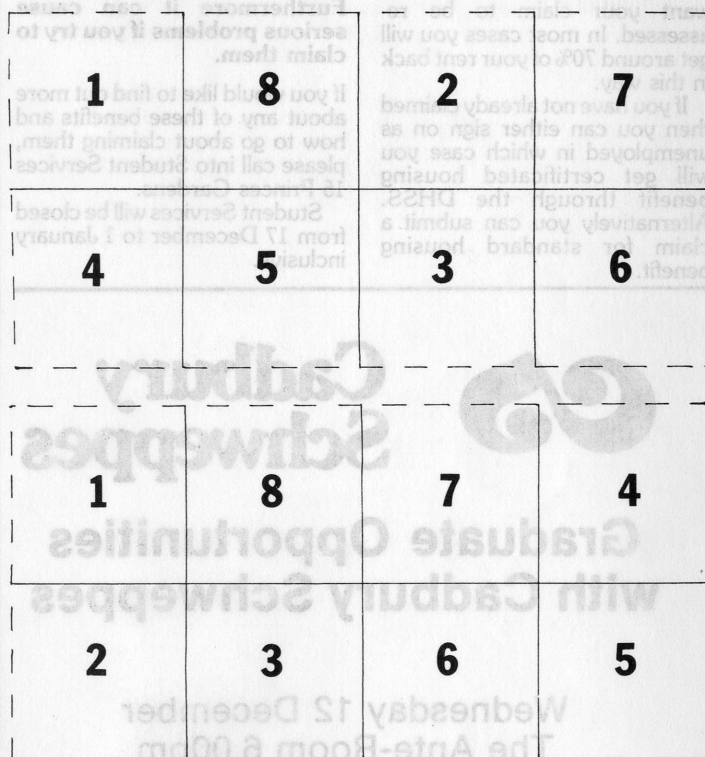 1 8 2 7
4 5 3 6
1 8 7 4
2 3 6 5
want your claim to be re-
assessed. In most cases you will
get around 70% of your rent back
in this way.
If you have not already claimed
then you can either sign on as
unemployed in which case you
will get certificated housing
benefit through the DHSS.
Alternatively you can submit a
claim for standard housing
benefit.
Furthermore it can cause
serious problems if you try to
claim them.
If you would like to find out more
about any of these benefits and
how to go about claiming them,
please call into Student Services
15 Princes Gardens.
Student Services will be closed
from 17 December to 1 January
inclusive
Cadbury
Schweppes
Graduate Opportunities
with Cadbury Schweppes
Wednesday 12 December
The Ante-Room 6.00pm